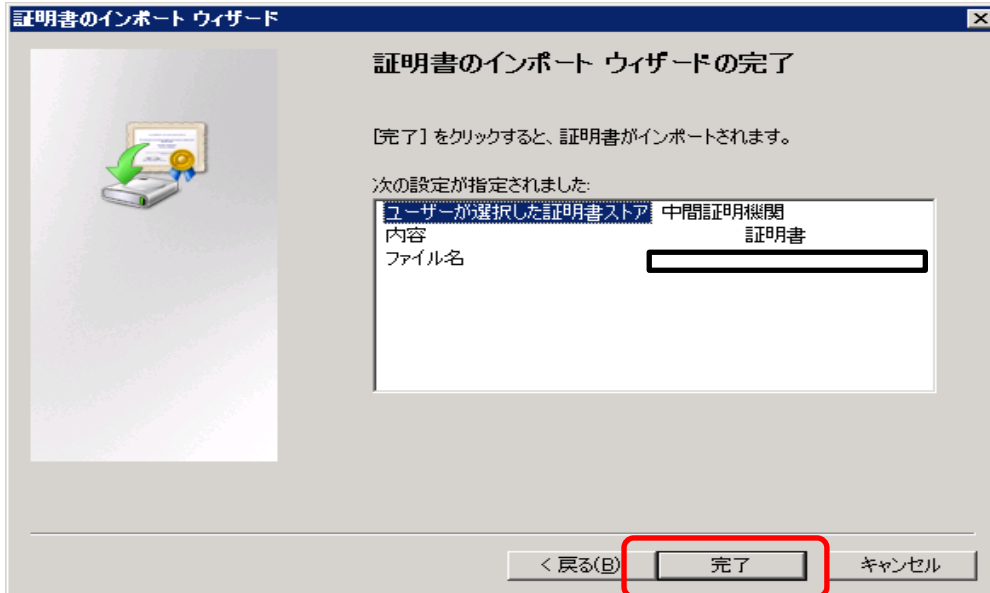 証明書のインポート ウィザード
証明書のインポート ウィザードの完了
[完了] をクリックすると、証明書がインポートされます。
次の設定が指定されました:
ユーザーが選択した証明書ストア 中間証明機関
内容 証明書
ファイル名
< 戻る(B) 完了 キャンセル